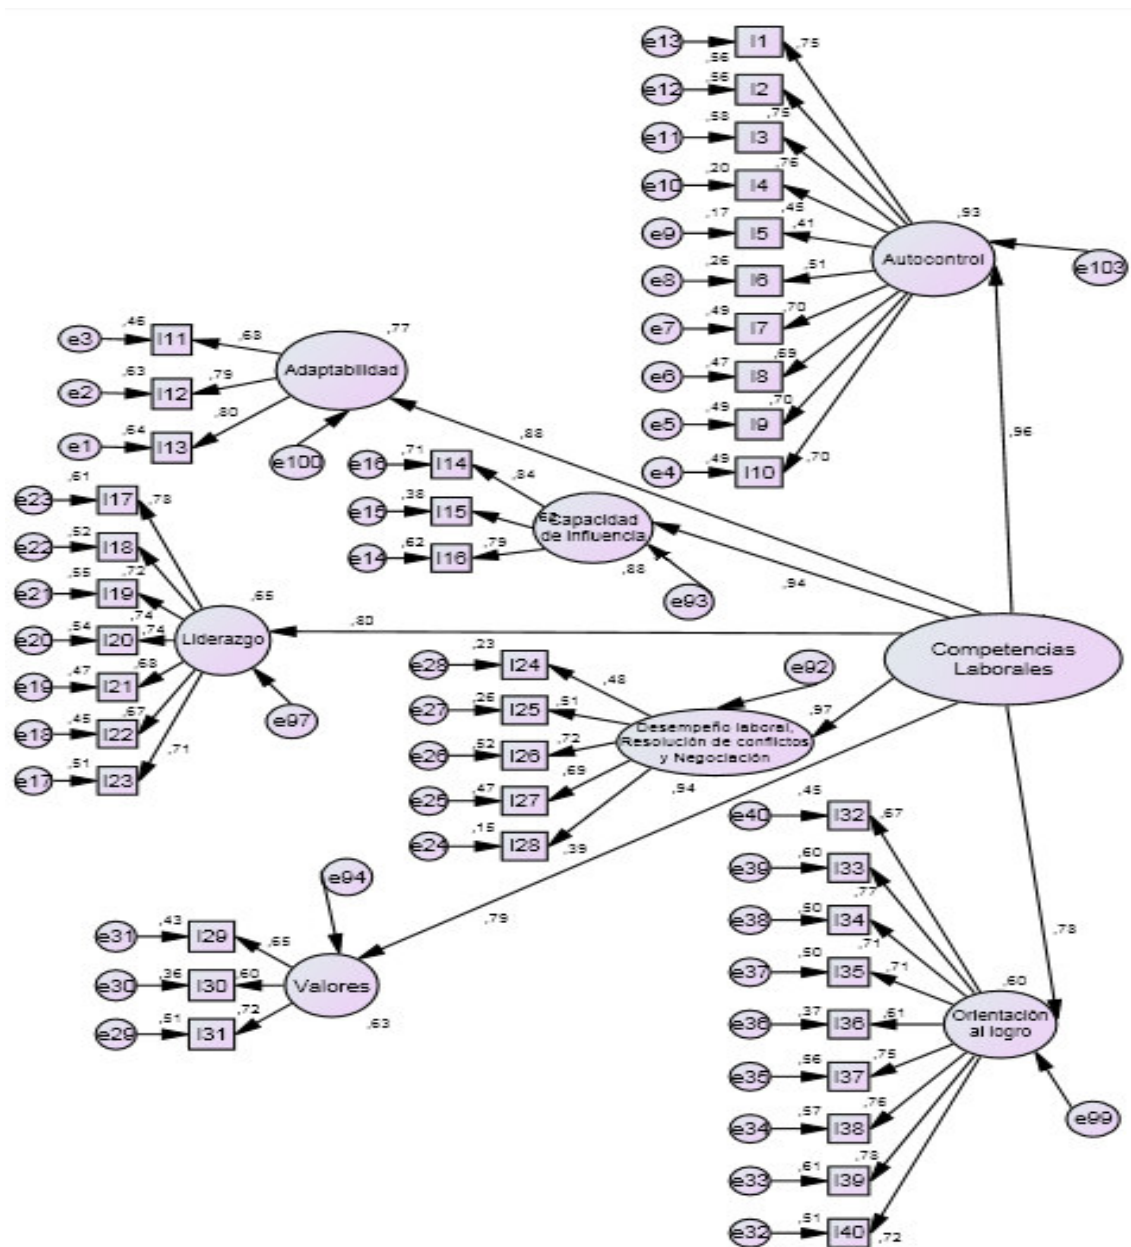 e13 I1 ,75
,56
e12 ,56 I2
e11 ,58 I3 ,75
e10 ,20 I4 ,76
e9 ,17 I5 ,45
,41
e8 ,26 I6 ,51
e7 ,49 I7 ,70
e6 ,47 I8 ,69
e5 ,49 I9 ,70
e4 ,49 I10 ,70
,93
Autocontrol
e103
,96
e3 ,46 I11 ,68
e2 ,63 I12 ,79
e1 ,64 I13 ,80
,77
Adaptabilidad
e100
,88
e16 ,71 I14 ,84
e15 ,38 I15
e14 ,62 I16 ,79
Capacidad
de influencia
,88
e93
,94
e23 ,61 I17 ,78
e22 ,52 I18
e21 ,55 I19 ,72
e20 ,54 I20 ,74
,74
e19 ,47 I21 ,68
e18 ,45 I22 ,67
e17 ,51 I23 ,71
,65
Liderazgo
e97
,80
Competencias
Laborales
e28 ,23 I24 ,48
e27 ,26 I25 ,51
e26 ,52 I26 ,72
e25 ,47 I27 ,69
e24 ,15 I28 ,39
e92
Desempeño laboral,
Resolución de conflictos
y Negociación
,97
,94
e94
e31 ,43 I29 ,65
e30 ,36 I30 ,60
e29 ,51 I31 ,72
Valores
,63
,79
e40 ,45 I32 ,67
e39 ,60 I33
e38 ,50 I34 ,77
e37 ,50 I35 ,71
,71
e36 ,37 I36 ,61
e35 ,56 I37 ,75
e34 ,57 I38 ,76
e33 ,61 I39 ,78
e32 ,51 I40 ,72
,78
,60
Orientación
al logro
e99